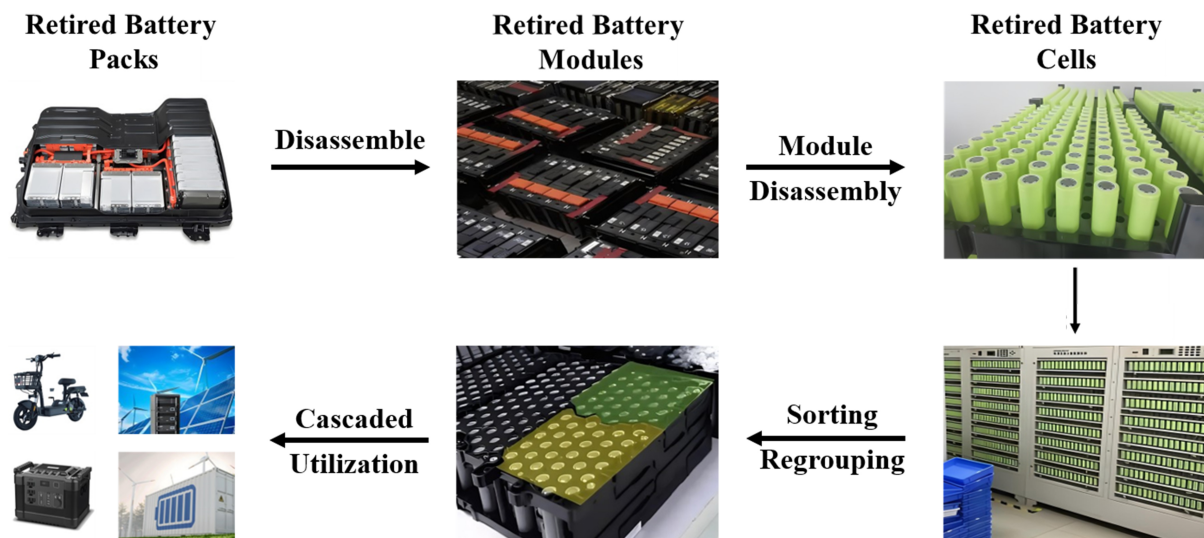 Retired Battery
Packs
Retired Battery
Modules
Retired Battery
Cells
Disassemble
Module
Disassembly
Cascaded
Utilization
Sorting
Regrouping